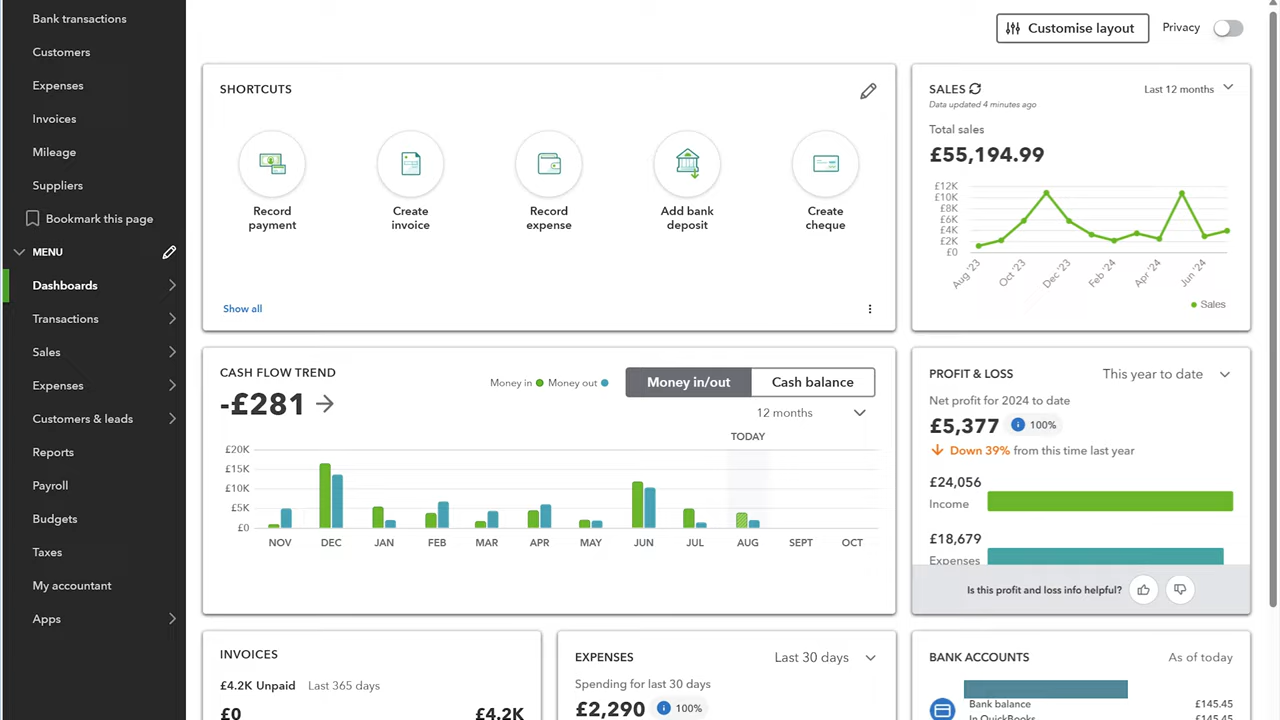 Bank transactions
Customers
Expenses
Invoices
Mileage
Suppliers
Bookmark this page
MENU
Dashboards
Transactions
Sales
Expenses
Customers & leads
Reports
Payroll
Budgets
Taxes
My accountant
Apps
Customise layout
Privacy
SHORTCUTS
Record payment
Create invoice
Record expense
Add bank deposit
Create cheque
Show all
SALES
Last 12 months
Data updated 4 minutes ago
Total sales
£55,194.99
£12K
£10K
£8K
£6K
£4K
£2K
£0
Aug '23
Oct '23
Dec '23
Feb '24
Apr '24
Jun '24
Sales
CASH FLOW TREND
-£281
Money in
Money out
Money in/out
Cash balance
12 months
TODAY
£20K
£15K
£10K
£5K
£0
NOV DEC JAN FEB MAR APR MAY JUN JUL AUG SEPT OCT
PROFIT & LOSS
This year to date
Net profit for 2024 to date
£5,377
100%
Down 39% from this time last year
£24,056
Income
£18,679
Expenses
Is this profit and loss info helpful?
INVOICES
£4.2K Unpaid Last 365 days
£0 £4.2K
EXPENSES
Last 30 days
Spending for last 30 days
£2,290
100%
BANK ACCOUNTS
As of today
Bank balance £145.45
In QuickBooks £145.45